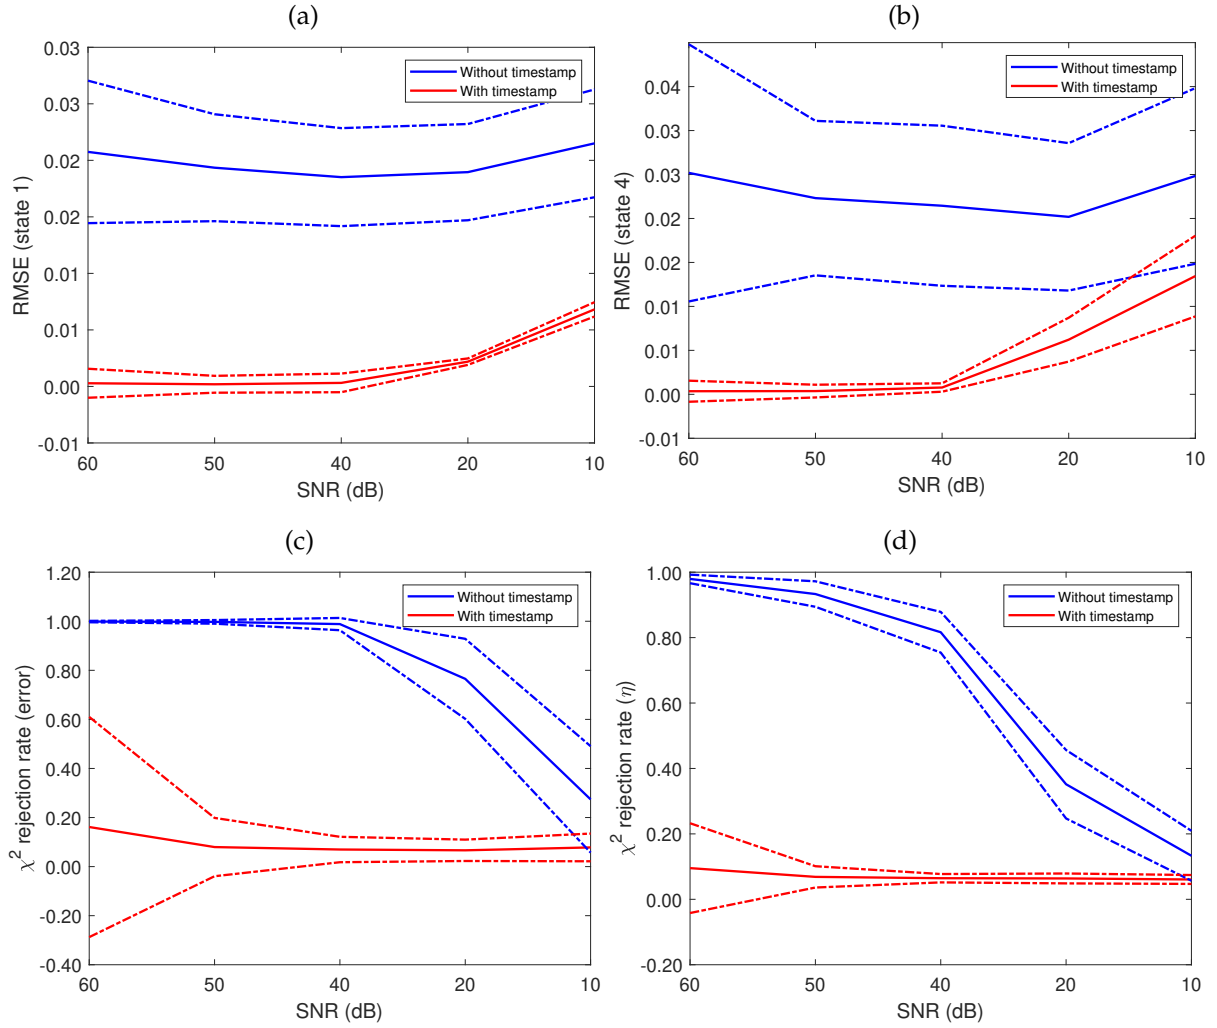 (a)
0.03
0.03
0.02
0.02
0.01
0.01
0.00
-0.01
RMSE (state 1)
Without timestamp
With timestamp
60 50 40 20 10
SNR (dB)
(b)
0.04
0.03
0.03
0.02
0.02
0.01
0.01
0.00
-0.01
RMSE (state 4)
Without timestamp
With timestamp
60 50 40 20 10
SNR (dB)
(c)
1.20
1.00
0.80
0.60
0.40
0.20
0.00
-0.20
-0.40
χ² rejection rate (error)
Without timestamp
With timestamp
60 50 40 20 10
SNR (dB)
(d)
1.00
0.80
0.60
0.40
0.20
0.00
-0.20
χ² rejection rate (η)
Without timestamp
With timestamp
60 50 40 20 10
SNR (dB)